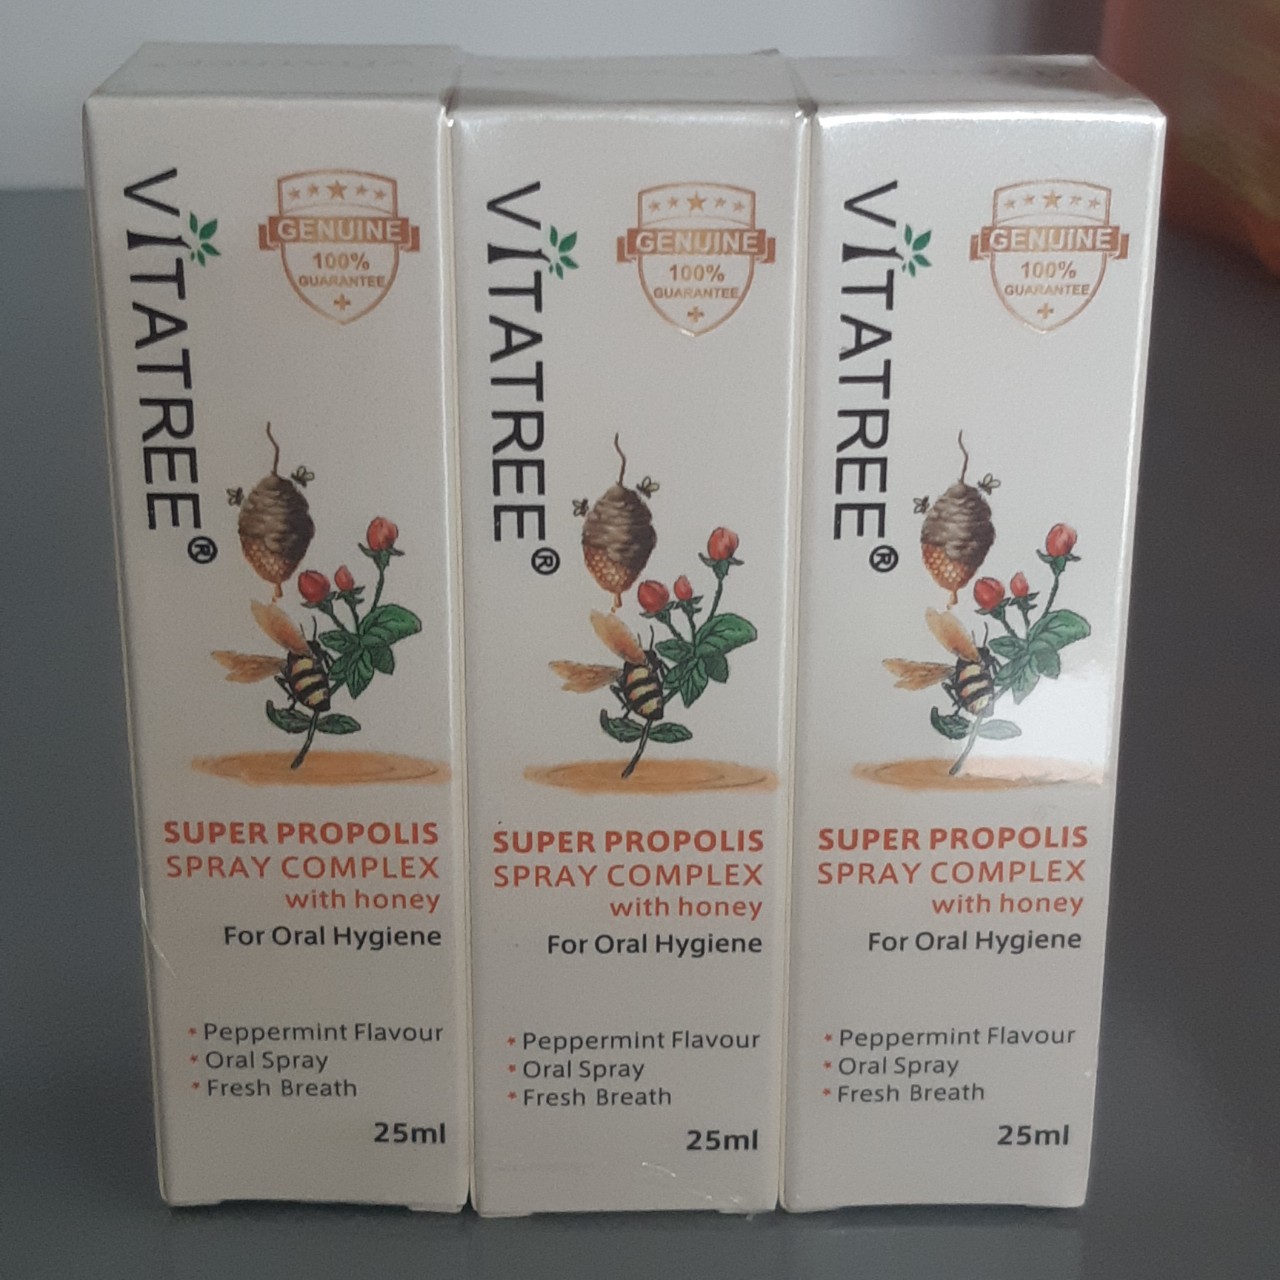 VITATREE®
GENUINE
100%
GUARANTEE
SUPER PROPOLIS
SPRAY COMPLEX
with honey
For Oral Hygiene
* Peppermint Flavour
* Oral Spray
* Fresh Breath
25ml
VITATREE®
GENUINE
100%
GUARANTEE
SUPER PROPOLIS
SPRAY COMPLEX
with honey
For Oral Hygiene
* Peppermint Flavour
* Oral Spray
* Fresh Breath
25ml
VITATREE®
GENUINE
100%
GUARANTEE
SUPER PROPOLIS
SPRAY COMPLEX
with honey
For Oral Hygiene
* Peppermint Flavour
* Oral Spray
* Fresh Breath
25ml